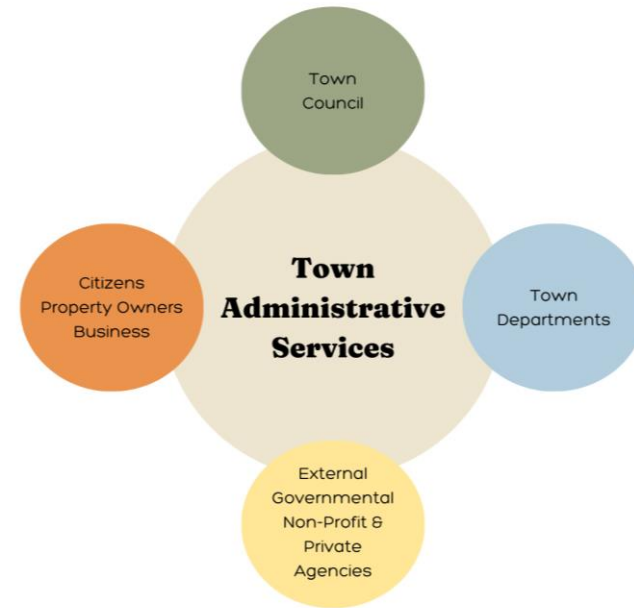 Town
Council
Citizens
Property Owners
Business
Town
Administrative
Services
Town
Departments
External
Governmental
Non-Profit &
Private
Agencies